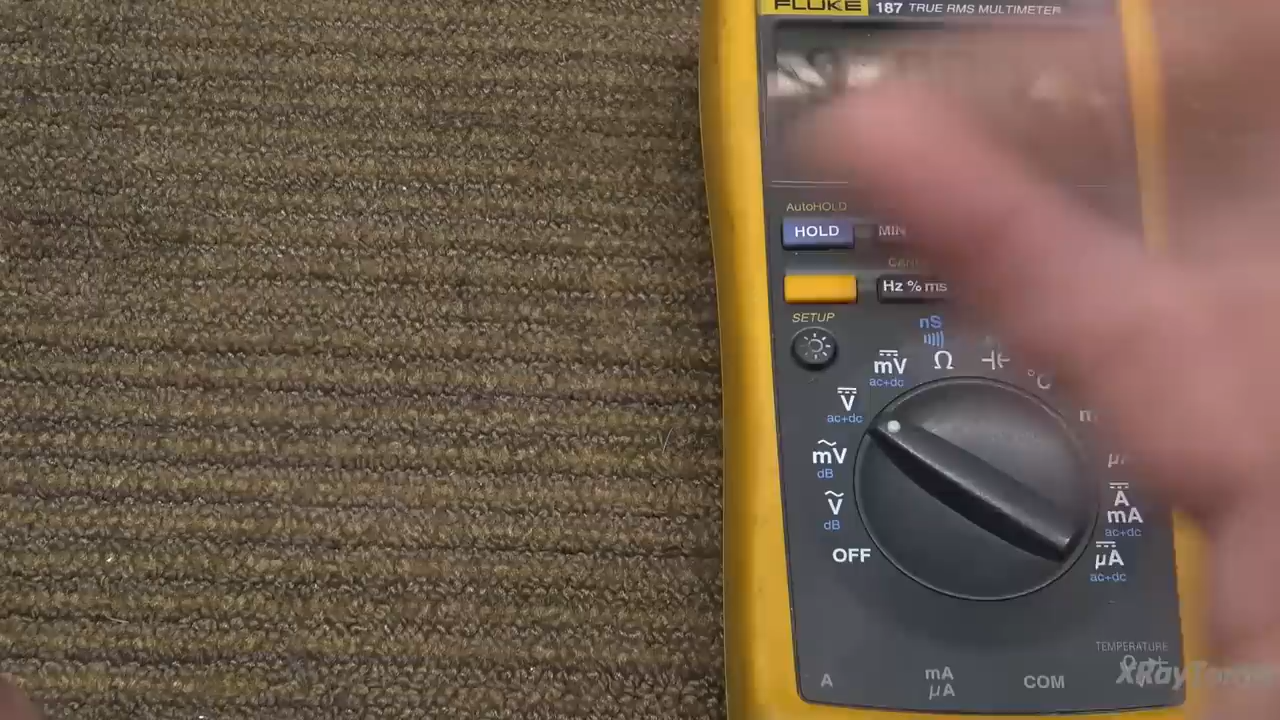 FLUKE 187 TRUE RMS MULTIMETER
AutoHOLD
HOLD MIN
Hz % ms
SETUP
nS
mV Ω
ac+dc
°C
V
ac+dc
mV
dB
A
mA
ac+dc
V
dB
OFF
µA
ac+dc
TEMPERATURE
A mA COM
µA